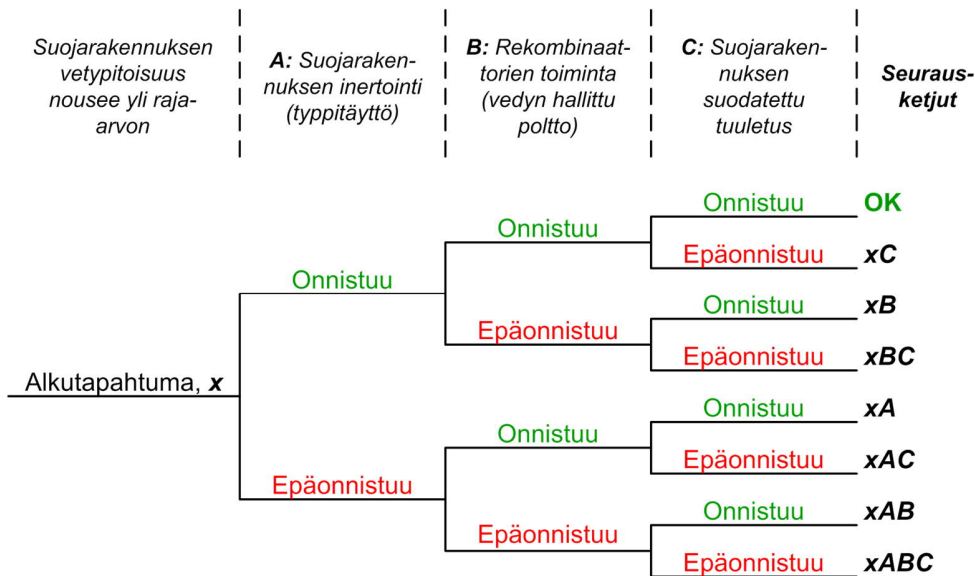 Suojarakennuksen
vetypitoisuus
nousee yli raja-
arvon
A: Suojaraken-
nuksen inertointi
(typpitäyttö)
B: Rekombinaat-
torien toiminta
(vedyn hallittu
poltto)
C: Suojaraken-
nuksen
suodatettu
tuuletus
Seuraus-
ketjut
Alkutapahtuma, x
Onnistuu
Epäonnistuu
Onnistuu
Epäonnistuu
Onnistuu
Epäonnistuu
Onnistuu
OK
Epäonnistuu
xC
Onnistuu
xB
Epäonnistuu
xBC
Onnistuu
xA
Epäonnistuu
xAC
Onnistuu
xAB
Epäonnistuu
xABC